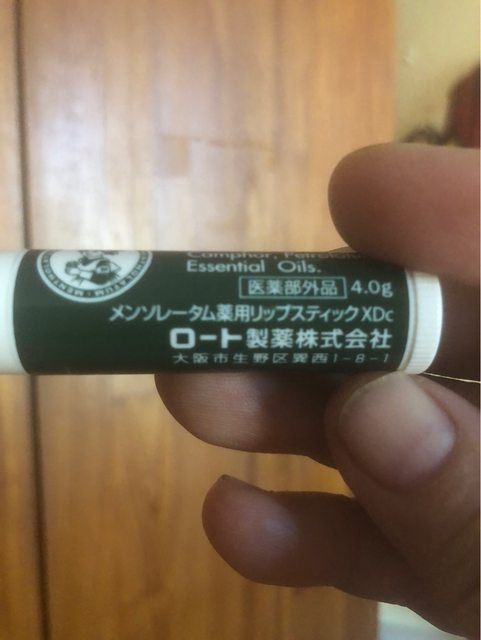 Camphor, Petrolatum,
Essential Oils.
医薬部外品 4.0g
メンソレータム薬用リップスティックXDc
ロート製薬株式会社
大阪市生野区巽西1-8-1